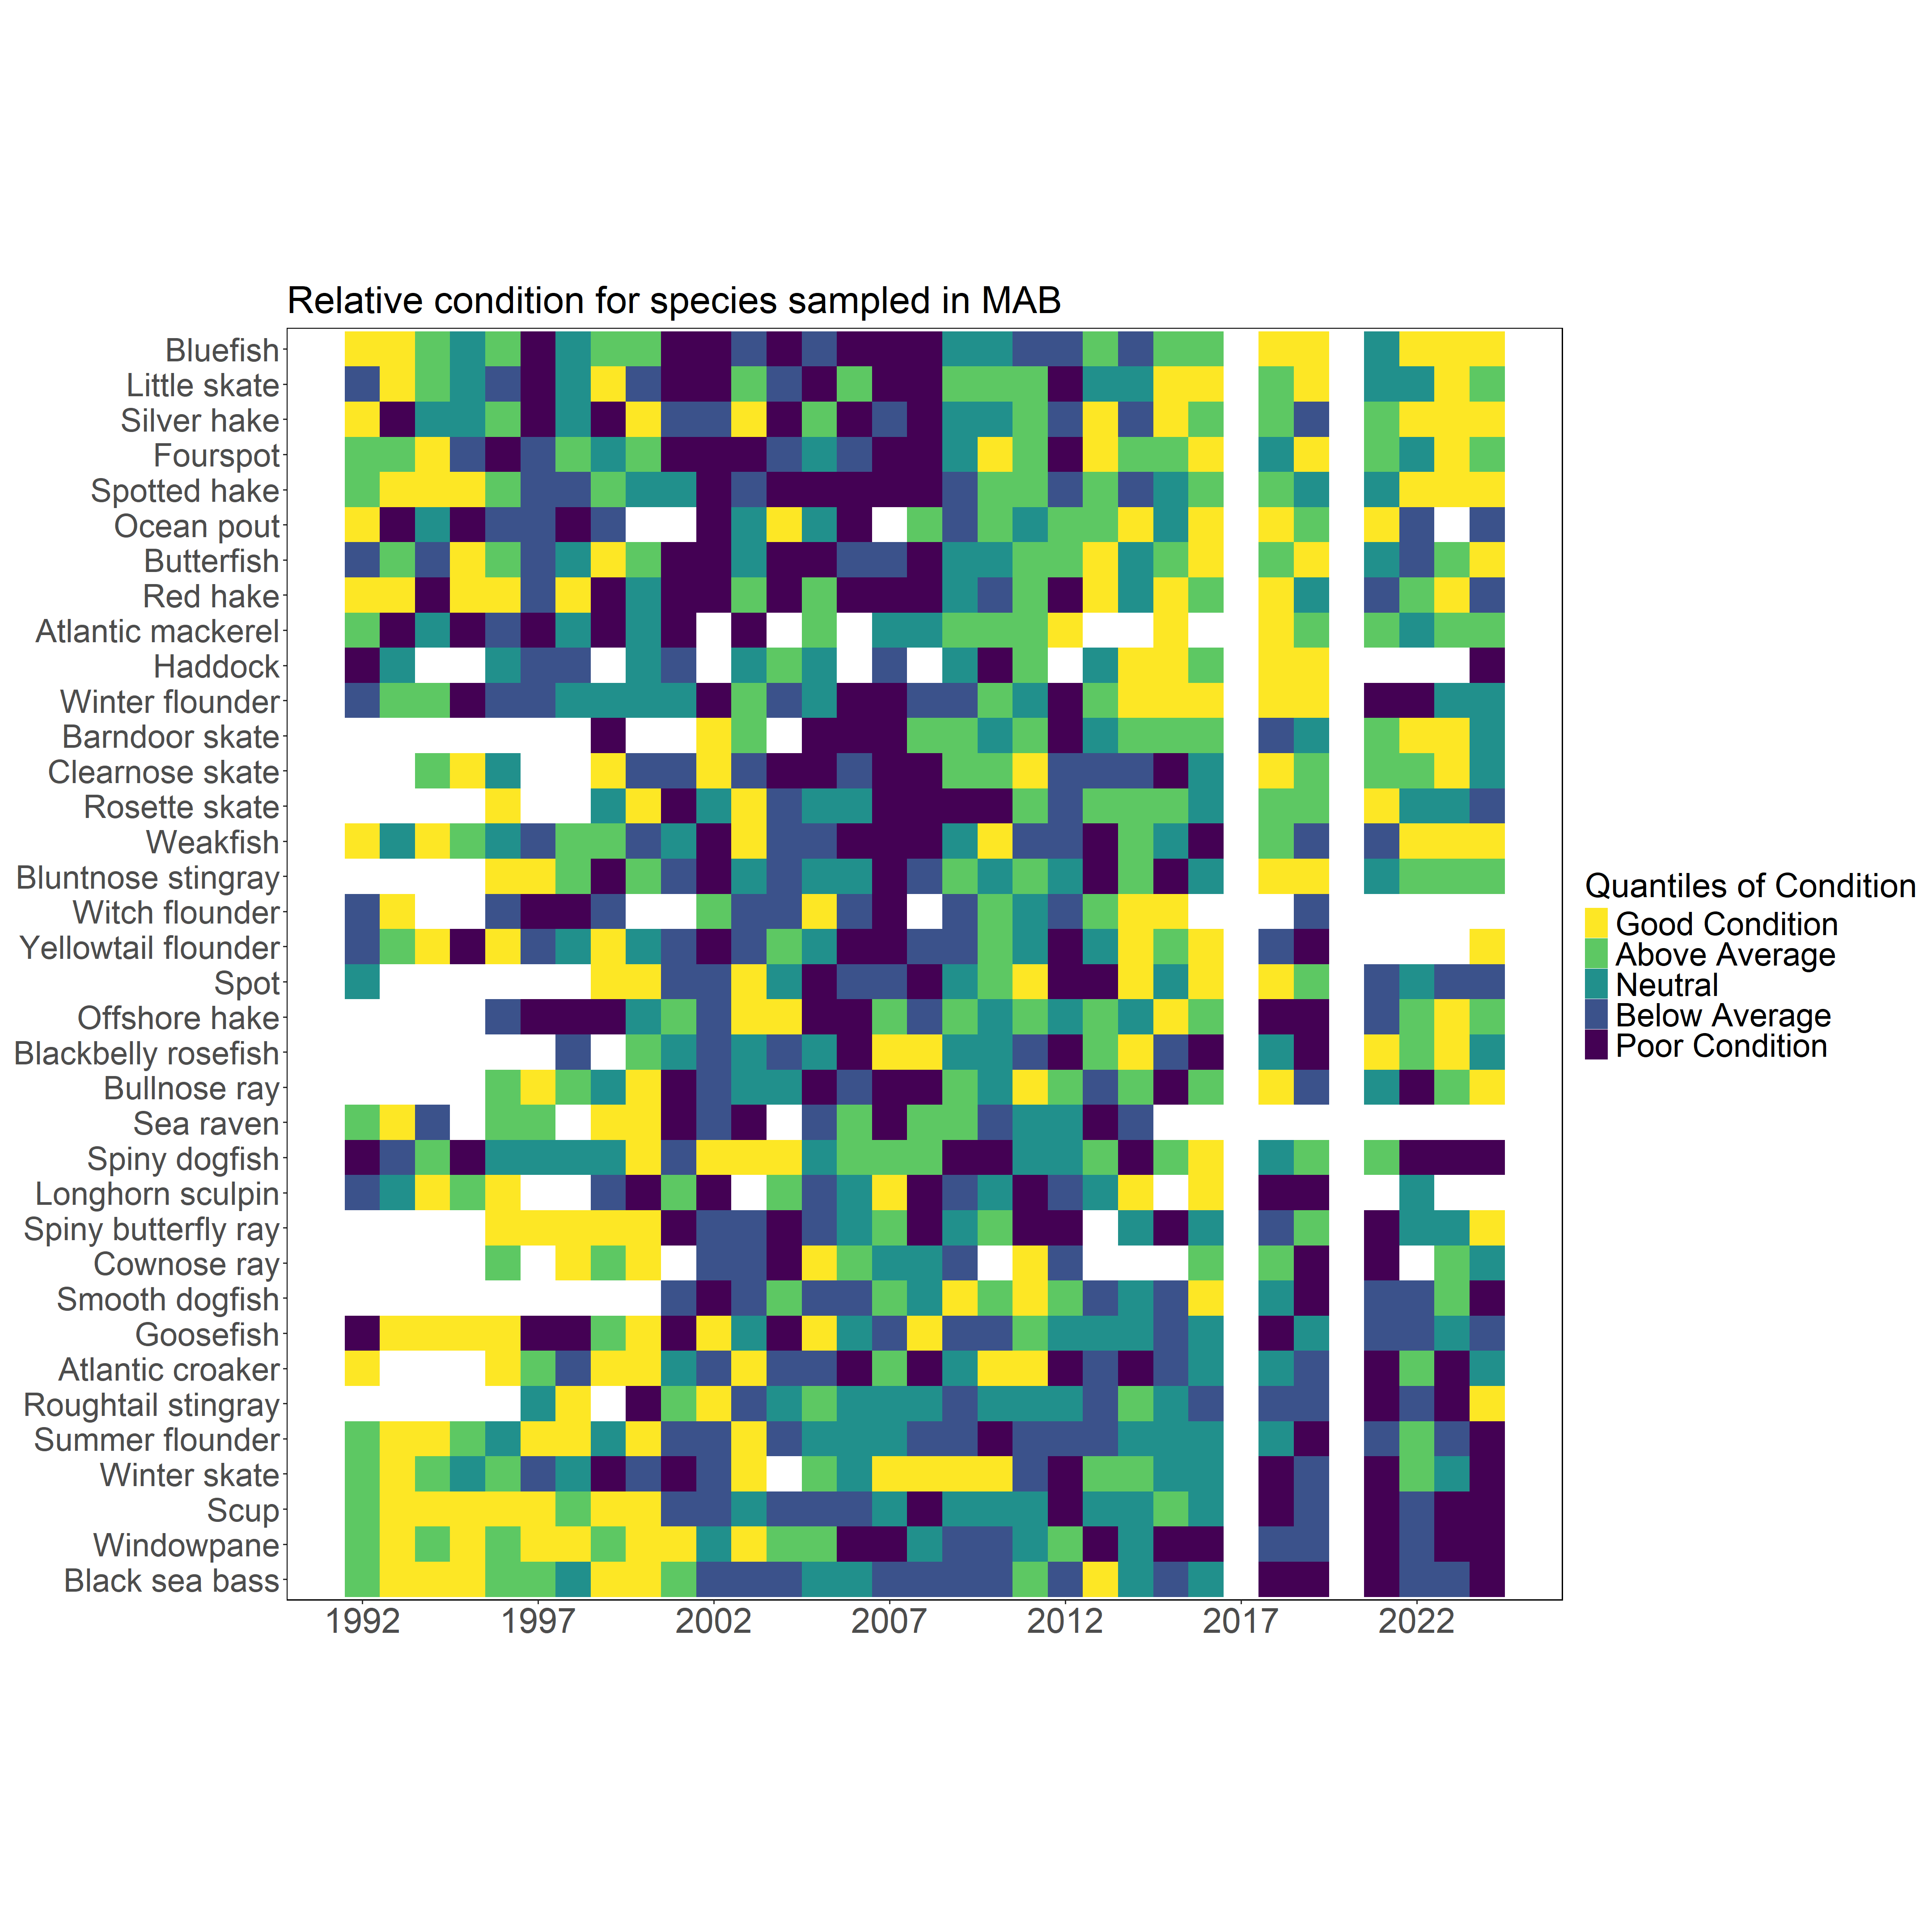 Relative condition for species sampled in MAB
Bluefish
Little skate
Silver hake
Fourspot
Spotted hake
Ocean pout
Butterfish
Red hake
Atlantic mackerel
Haddock
Winter flounder
Barndoor skate
Clearnose skate
Rosette skate
Weakfish
Bluntnose stingray
Witch flounder
Yellowtail flounder
Spot
Offshore hake
Blackbelly rosefish
Bullnose ray
Sea raven
Spiny dogfish
Longhorn sculpin
Spiny butterfly ray
Cownose ray
Smooth dogfish
Goosefish
Atlantic croaker
Roughtail stingray
Summer flounder
Winter skate
Scup
Windowpane
Black sea bass
1992 1997 2002 2007 2012 2017 2022
Quantiles of Condition
Good Condition
Above Average
Neutral
Below Average
Poor Condition